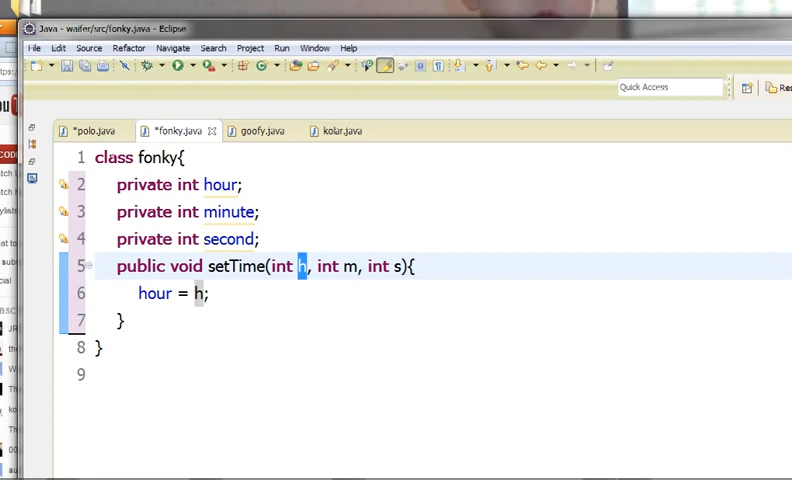 Java - waifer/src/fonky.java - Eclipse
File Edit Source Refactor Navigate Search Project Run Window Help
Quick Access
*polo.java *fonky.java goofy.java kolar.java
1 class fonky{
2 private int hour;
3 private int minute;
4 private int second;
5 public void setTime(int h, int m, int s){
6 hour = h;
7 }
8 }
9